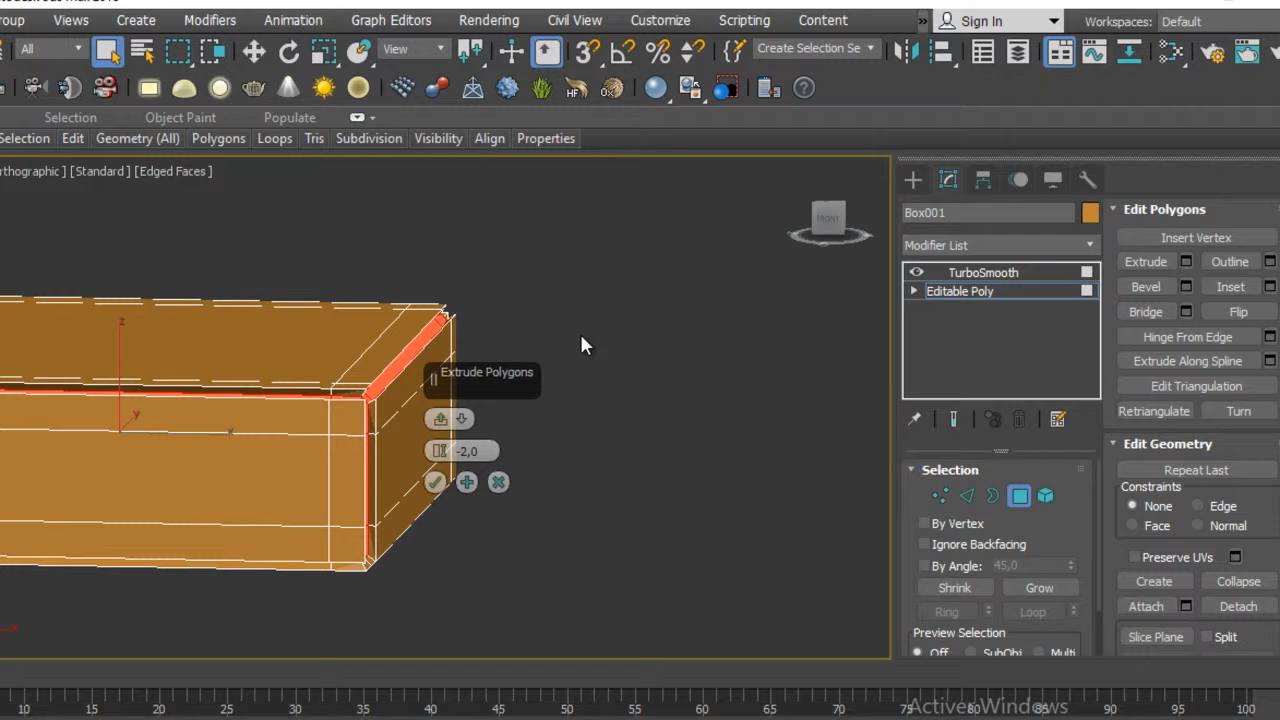 roup Views Create Modifiers Animation Graph Editors Rendering Civil View Customize Scripting Content » Sign In Workspaces: Default
All View Create Selection Se
Selection Object Paint Populate
Selection Edit Geometry (All) Polygons Loops Tris Subdivision Visibility Align Properties
rthographic ] [Standard ] [Edged Faces ]
FRONT
z
y
x
x
Extrude Polygons
-2,0
Box001
Modifier List
TurboSmooth
Editable Poly
Selection
By Vertex
Ignore Backfacing
By Angle: 45,0
Shrink Grow
Ring Loop
Preview Selection
Off SubObj Multi
Edit Polygons
Insert Vertex
Extrude Outline
Bevel Inset
Bridge Flip
Hinge From Edge
Extrude Along Spline
Edit Triangulation
Retriangulate Turn
Edit Geometry
Repeat Last
Constraints
None Edge
Face Normal
Preserve UVs
Create Collapse
Attach Detach
Slice Plane Split
10 15 20 25 30 35 40 45 50 55 60 65 70 75 80 85 90 95 100
Activer Windows